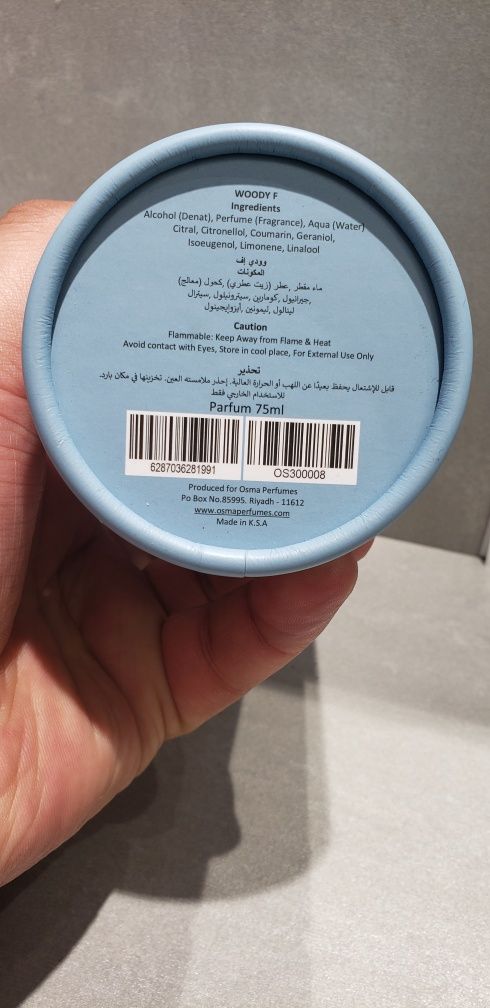 WOODY F
Ingredients
Alcohol (Denat), Perfume (Fragrance), Aqua (Water)
Citral, Citronellol, Coumarin, Geraniol,
Isoeugenol, Limonene, Linalool
وودي إف
المكونات
ماء مقطر ,عطر (زيت عطري) ,كحول (معالج)
,جيرانيول ,كومارين ,سيترونيلول ,سيترال
لينالول ,ليمونين ,أيزوايجينول
Caution
Flammable: Keep Away from Flame & Heat
Avoid contact with Eyes, Store in cool place, For External Use Only
تحذير
قابل للإشتعال يحفظ بعيدًا عن اللهب أو الحرارة العالية. إحذر ملامسته العين. تخزينها في مكان بارد.
للاستخدام الخارجي فقط
Parfum 75ml
6287036281991
OS300008
Produced for Osma Perfumes
Po Box No.85995. Riyadh - 11612
www.osmaperfumes.com
Made in K.S.A